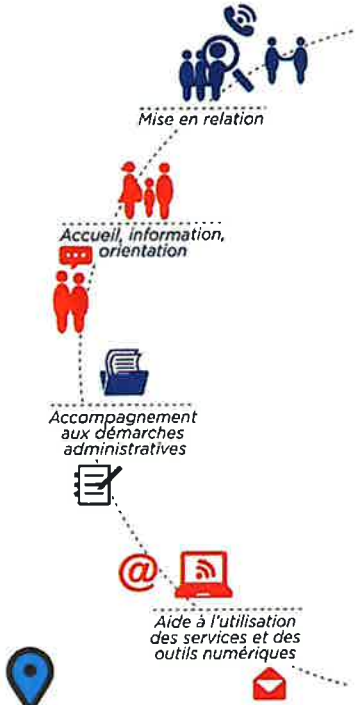 Mise en relation
Accueil, information,
orientation
Accompagnement
aux démarches
administratives
@
Aide à l'utilisation
des services et des
outils numériques